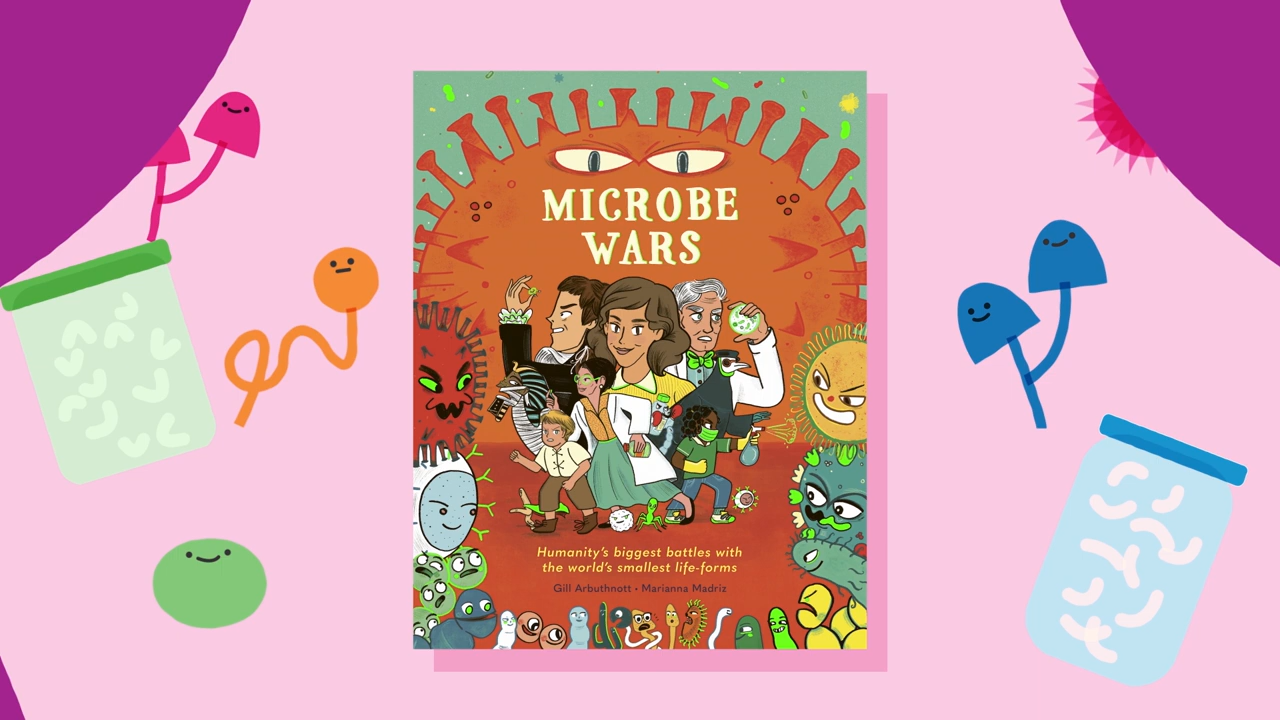 MICROBE
WARS
Humanity's biggest battles with
the world's smallest life-forms
Gill Arbuthnott • Marianna Madriz